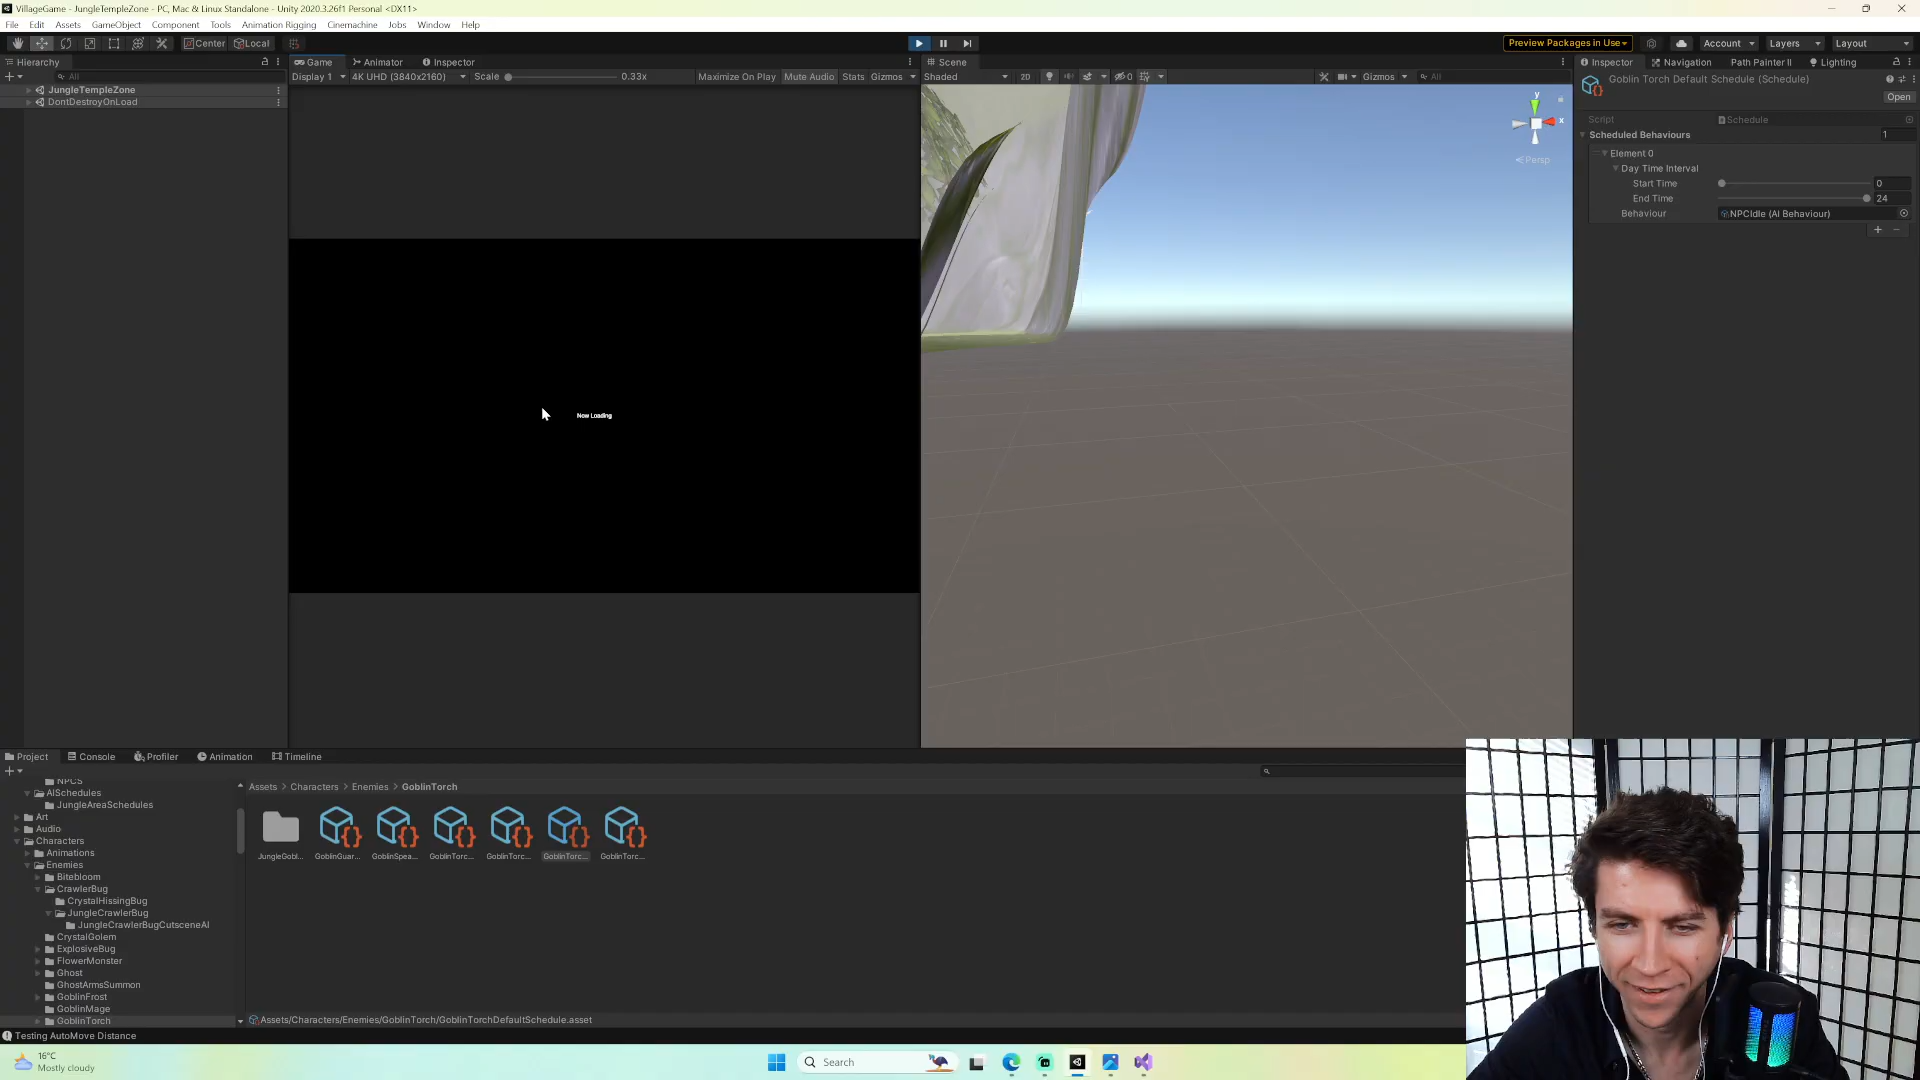 VillageGame - JungleTempleZone - PC, Mac & Linux Standalone - Unity 2020.3.26f1 Personal <DX11>
File Edit Assets GameObject Component Tools Animation Rigging Cinemachine Jobs Window Help
Center Local
Preview Packages in Use
Account Layers Layout
Hierarchy
All
JungleTempleZone
DontDestroyOnLoad
Game Animator Inspector
Display 1 4K UHD (3840x2160) Scale 0.33x Maximize On Play Mute Audio Stats Gizmos
Now Loading
Scene
Shaded 2D 0 Gizmos All
y
x
Persp
Inspector Navigation Path Painter II Lighting
Goblin Torch Default Schedule (Schedule)
Open
Script Schedule
Scheduled Behaviours 1
Element 0
Day Time Interval
Start Time 0
End Time 24
Behaviour NPCIdle (AI Behaviour)
Project Console Profiler Animation Timeline
NPCS
AISchedules
JungleAreaSchedules
Art
Audio
Characters
Animations
Enemies
Bitebloom
CrawlerBug
CrystalHissingBug
JungleCrawlerBug
JungleCrawlerBugCutsceneAI
CrystalGolem
ExplosiveBug
FlowerMonster
Ghost
GhostArmsSummon
GoblinFrost
GoblinMage
GoblinTorch
Assets Characters Enemies GoblinTorch
JungleGobl... GoblinGuar... GoblinSpea... GoblinTorc... GoblinTorc... GoblinTorc... GoblinTorc...
Assets/Characters/Enemies/GoblinTorch/GoblinTorchDefaultSchedule.asset
Testing AutoMove Distance
16°C
Mostly cloudy
Search